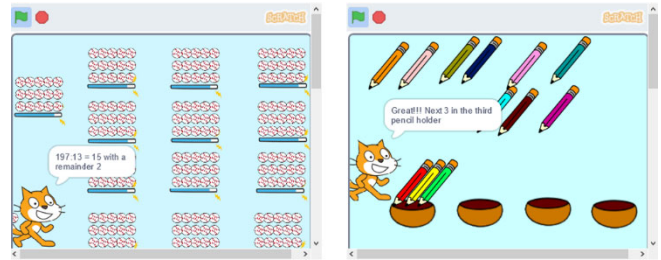 SCRATCH
197:13 = 15 with a
remainder 2
SCRATCH
Great!!! Next 3 in the third
pencil holder